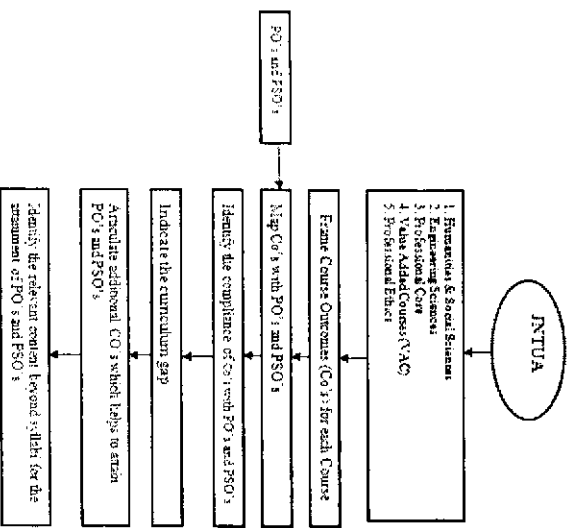 JNTUA
1. Humanities & Social Sciences
2. Engineering Sciences
3. Professional Core
4. Value Added Courses (VAC)
5. Professional Ethics
Frame Course Outcomes (Co's) for each Course
PO's and PSO's
Map Co's with PO's and PSO's
Identify the compliance of Co's with PO's and PSO's
Indicate the curriculum gap
Articulate additional CO's which helps to attain
PO's and PSO's
Identify the relevant content beyond syllabi for the
attainment of PO's and PSO's